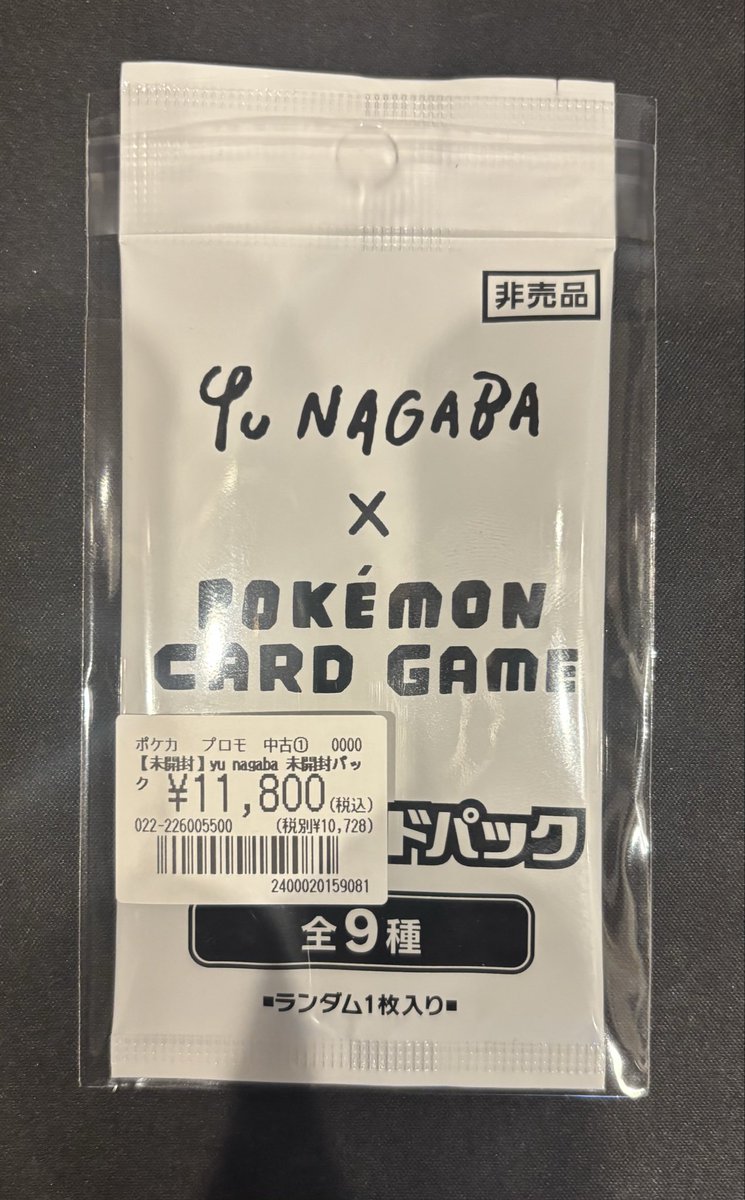 非売品
Yu NAGABA
×
POKÉMON
CARD GAME
ポケカ プロモ 中古① 0000
【未開封】yu nagaba 未開封パッ
ク ¥11,800(税込)
022-226005500 (税別¥10,728)
2400020159081
ドパック
全9種
■ランダム1枚入り■